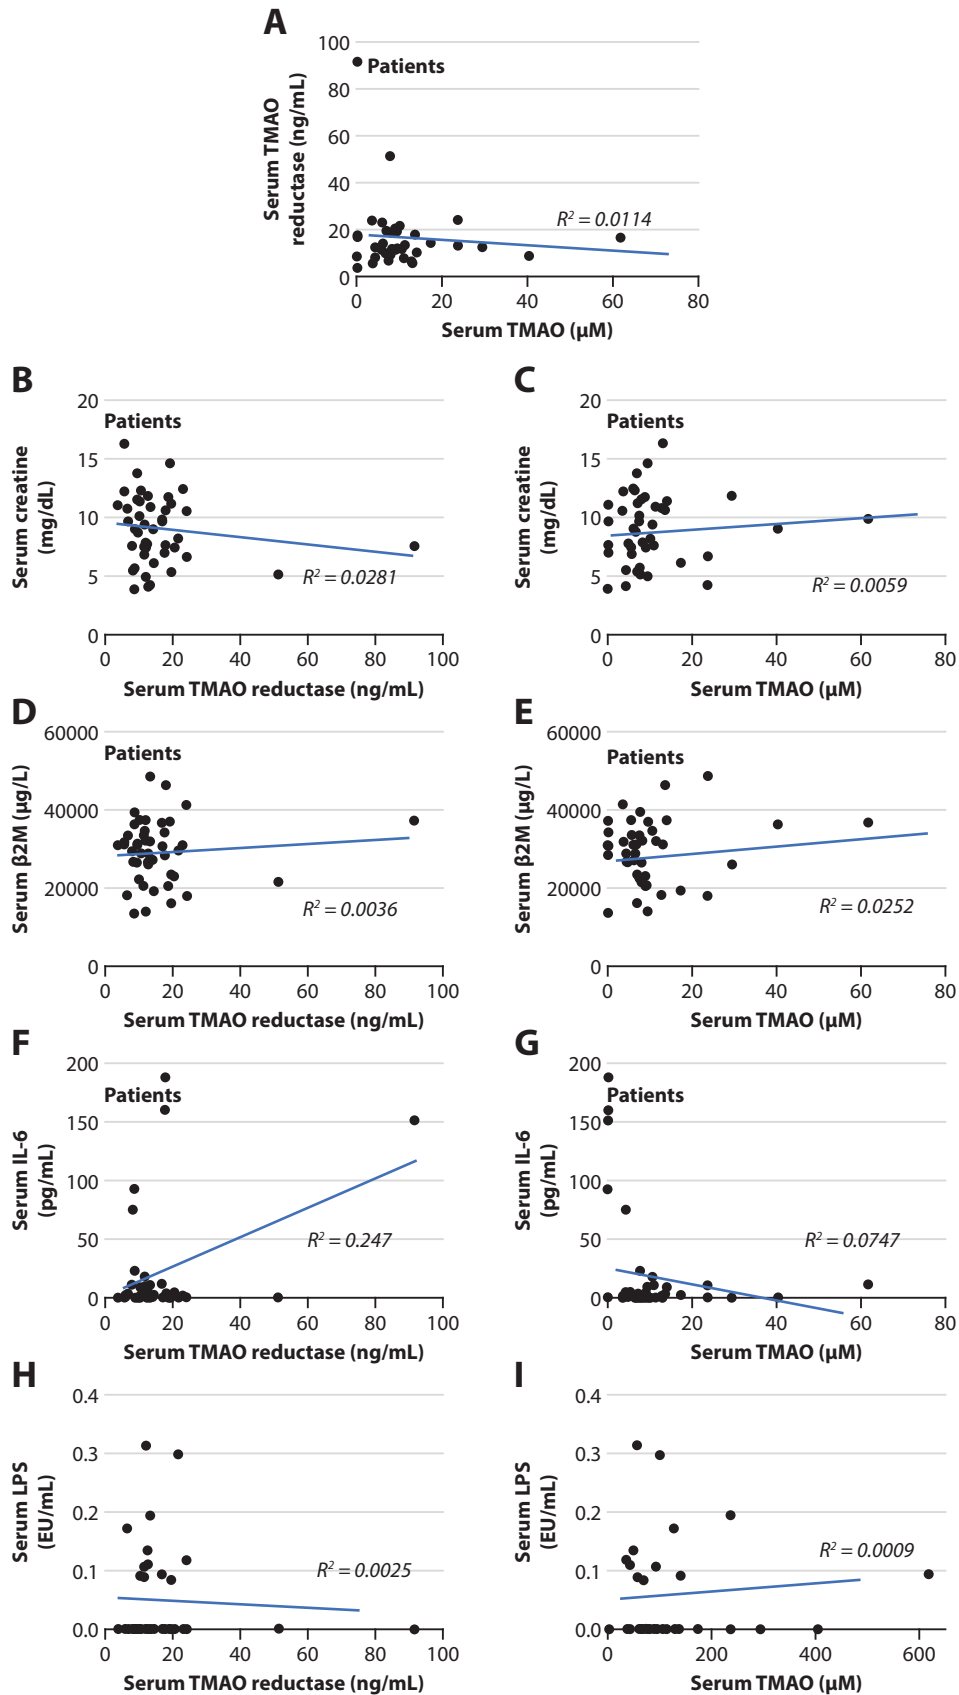 A
100
80
60
40
20
0
Serum TMAO
reductase (ng/mL)
Patients
R² = 0.0114
0 20 40 60 80
Serum TMAO (μM)
B
20
15
10
5
0
Serum creatine
(mg/dL)
Patients
R² = 0.0281
0 20 40 60 80 100
Serum TMAO reductase (ng/mL)
C
20
15
10
5
0
Serum creatine
(mg/dL)
Patients
R² = 0.0059
0 20 40 60 80
Serum TMAO (μM)
D
60000
40000
20000
0
Serum β2M (μg/L)
Patients
R² = 0.0036
0 20 40 60 80 100
Serum TMAO reductase (ng/mL)
E
60000
40000
20000
0
Serum β2M (μg/L)
Patients
R² = 0.0252
0 20 40 60 80
Serum TMAO (μM)
F
200
150
100
50
0
Serum IL-6
(pg/mL)
Patients
R² = 0.247
0 20 40 60 80 100
Serum TMAO reductase (ng/mL)
G
200
150
100
50
0
Serum IL-6
(pg/mL)
Patients
R² = 0.0747
0 20 40 60 80
Serum TMAO (μM)
H
0.4
0.3
0.2
0.1
0.0
Serum LPS
(EU/mL)
R² = 0.0025
0 20 40 60 80 100
Serum TMAO reductase (ng/mL)
I
0.4
0.3
0.2
0.1
0.0
Serum LPS
(EU/mL)
R² = 0.0009
0 200 400 600
Serum TMAO (μM)